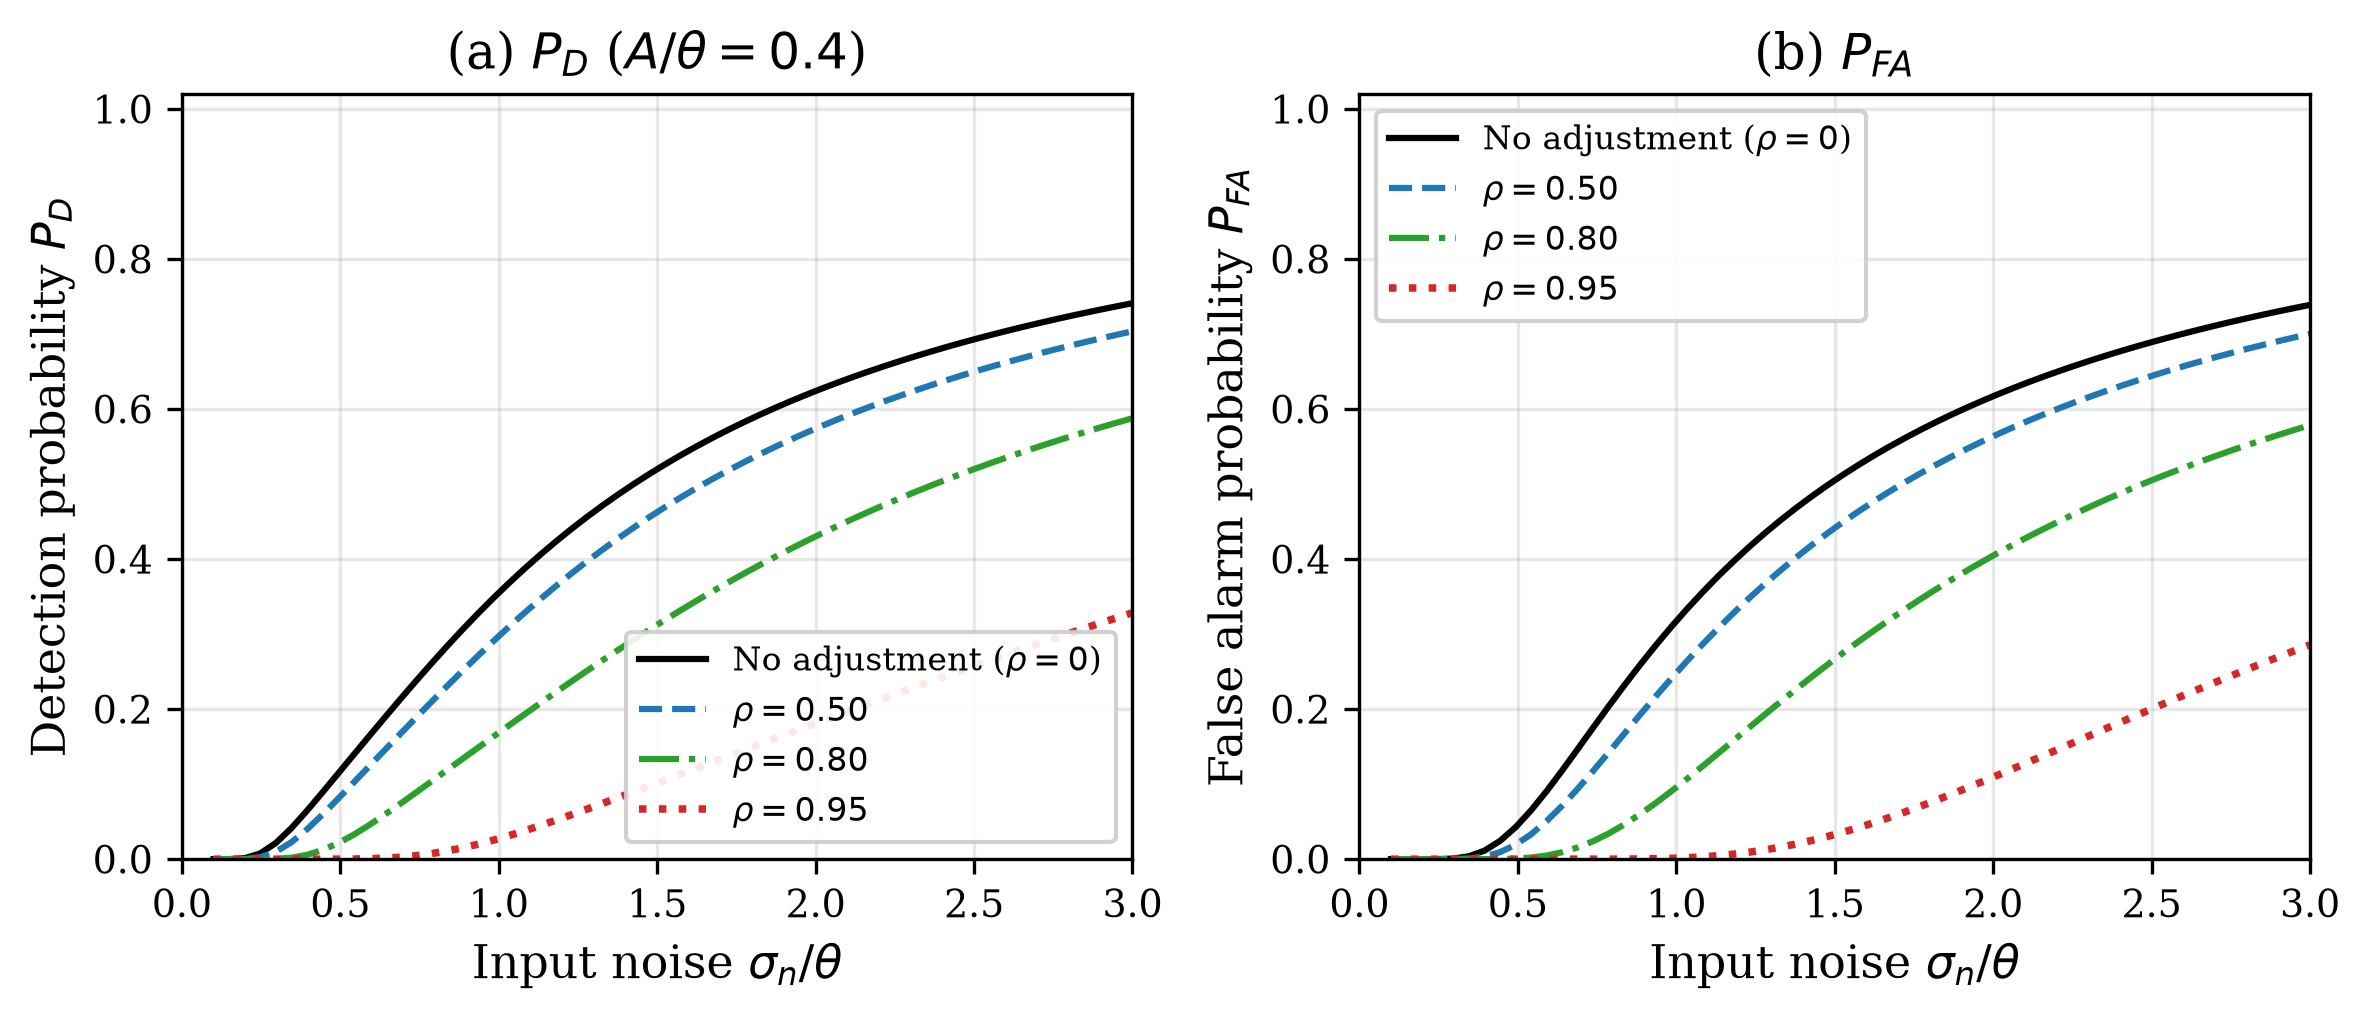 (a) P_D (A/θ = 0.4)
Detection probability P_D
1.0
0.8
0.6
0.4
0.2
0.0
No adjustment (ρ = 0)
ρ = 0.50
ρ = 0.80
ρ = 0.95
0.0 0.5 1.0 1.5 2.0 2.5 3.0
Input noise σ_n/θ
(b) P_FA
False alarm probability P_FA
1.0
0.8
0.6
0.4
0.2
0.0
No adjustment (ρ = 0)
ρ = 0.50
ρ = 0.80
ρ = 0.95
0.0 0.5 1.0 1.5 2.0 2.5 3.0
Input noise σ_n/θ